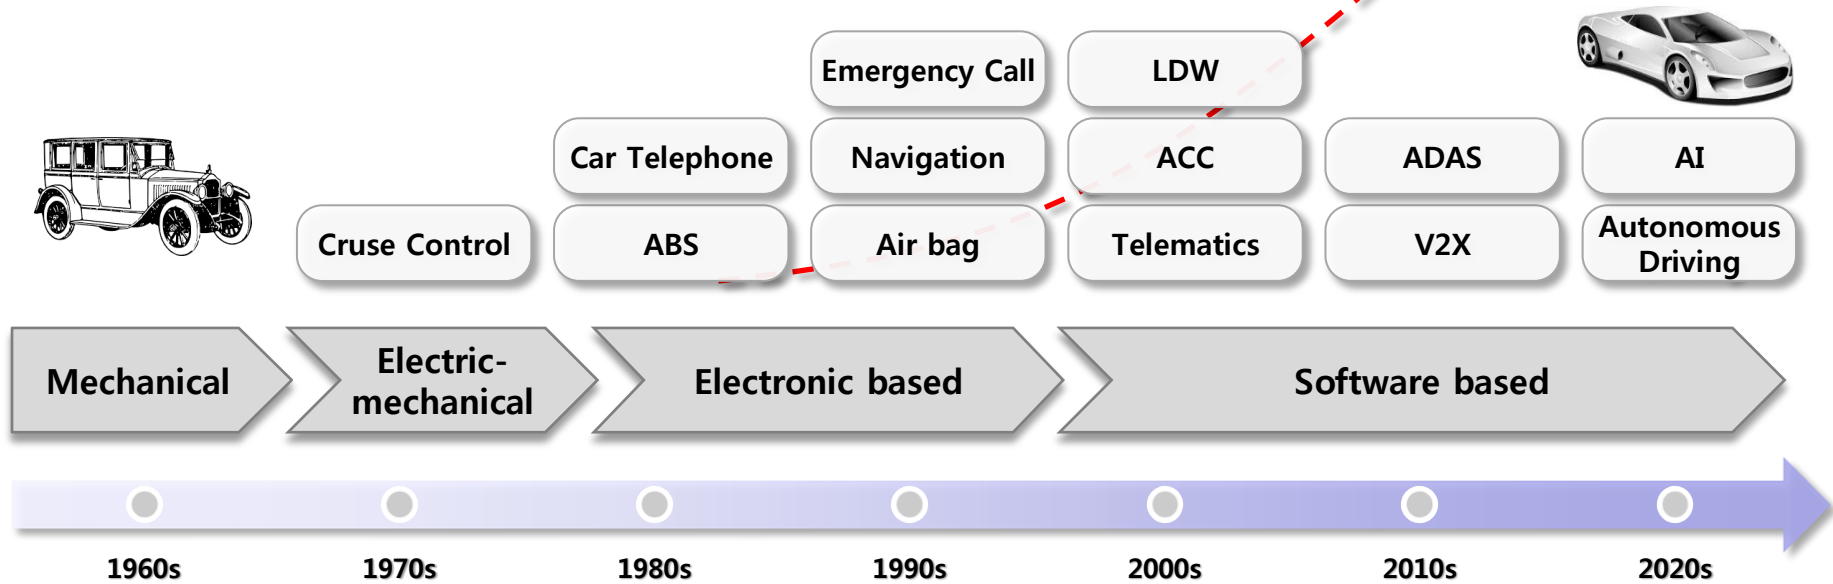 Emergency Call
LDW
Car Telephone
Navigation
ACC
ADAS
AI
Cruse Control
ABS
Air bag
Telematics
V2X
Autonomous
Driving
Mechanical
Electric-
mechanical
Electronic based
Software based
1960s
1970s
1980s
1990s
2000s
2010s
2020s